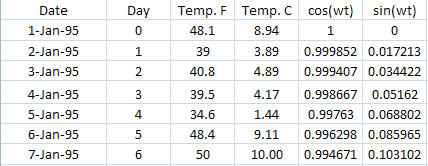 Date Day Temp. F Temp. C cos(wt) sin(wt)
1-Jan-95 0 48.1 8.94 1 0
2-Jan-95 1 39 3.89 0.999852 0.017213
3-Jan-95 2 40.8 4.89 0.999407 0.034422
4-Jan-95 3 39.5 4.17 0.998667 0.05162
5-Jan-95 4 34.6 1.44 0.99763 0.068802
6-Jan-95 5 48.4 9.11 0.996298 0.085965
7-Jan-95 6 50 10.00 0.994671 0.103102